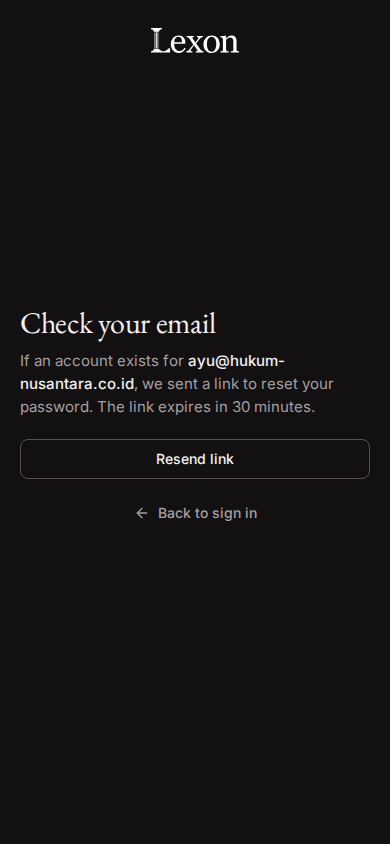 Lexon
Check your email
If an account exists for ayu@hukum-
nusantara.co.id, we sent a link to reset your
password. The link expires in 30 minutes.
Resend link
Back to sign in